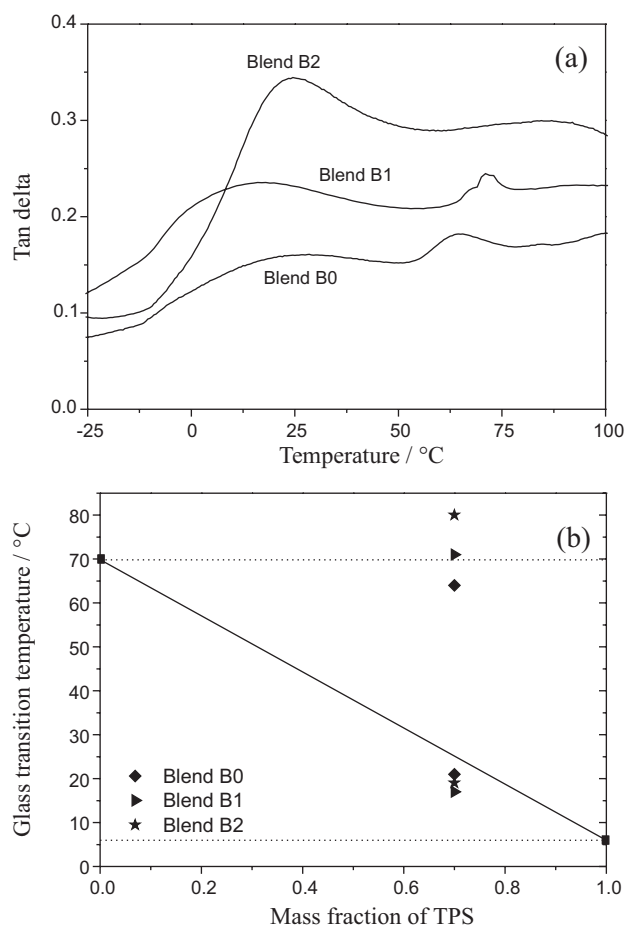 (a)
0.4
0.3
0.2
0.1
0.0
Tan delta
Blend B2
Blend B1
Blend B0
-25 0 25 50 75 100
Temperature / °C
(b)
80
70
60
50
40
30
20
10
0
Glass transition temperature / °C
Blend B0
Blend B1
Blend B2
0.0 0.2 0.4 0.6 0.8 1.0
Mass fraction of TPS